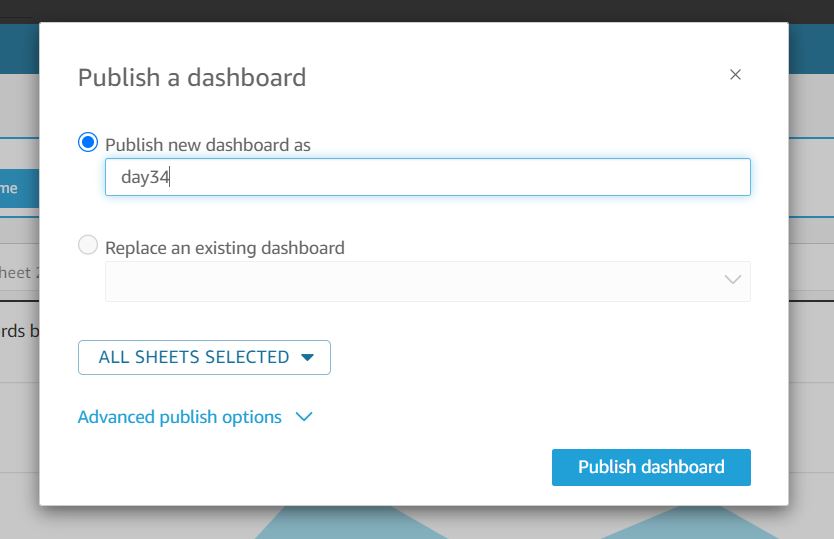 Publish a dashboard
Publish new dashboard as
day34
me
Replace an existing dashboard
heet 2
rds b
ALL SHEETS SELECTED
Advanced publish options
Publish dashboard